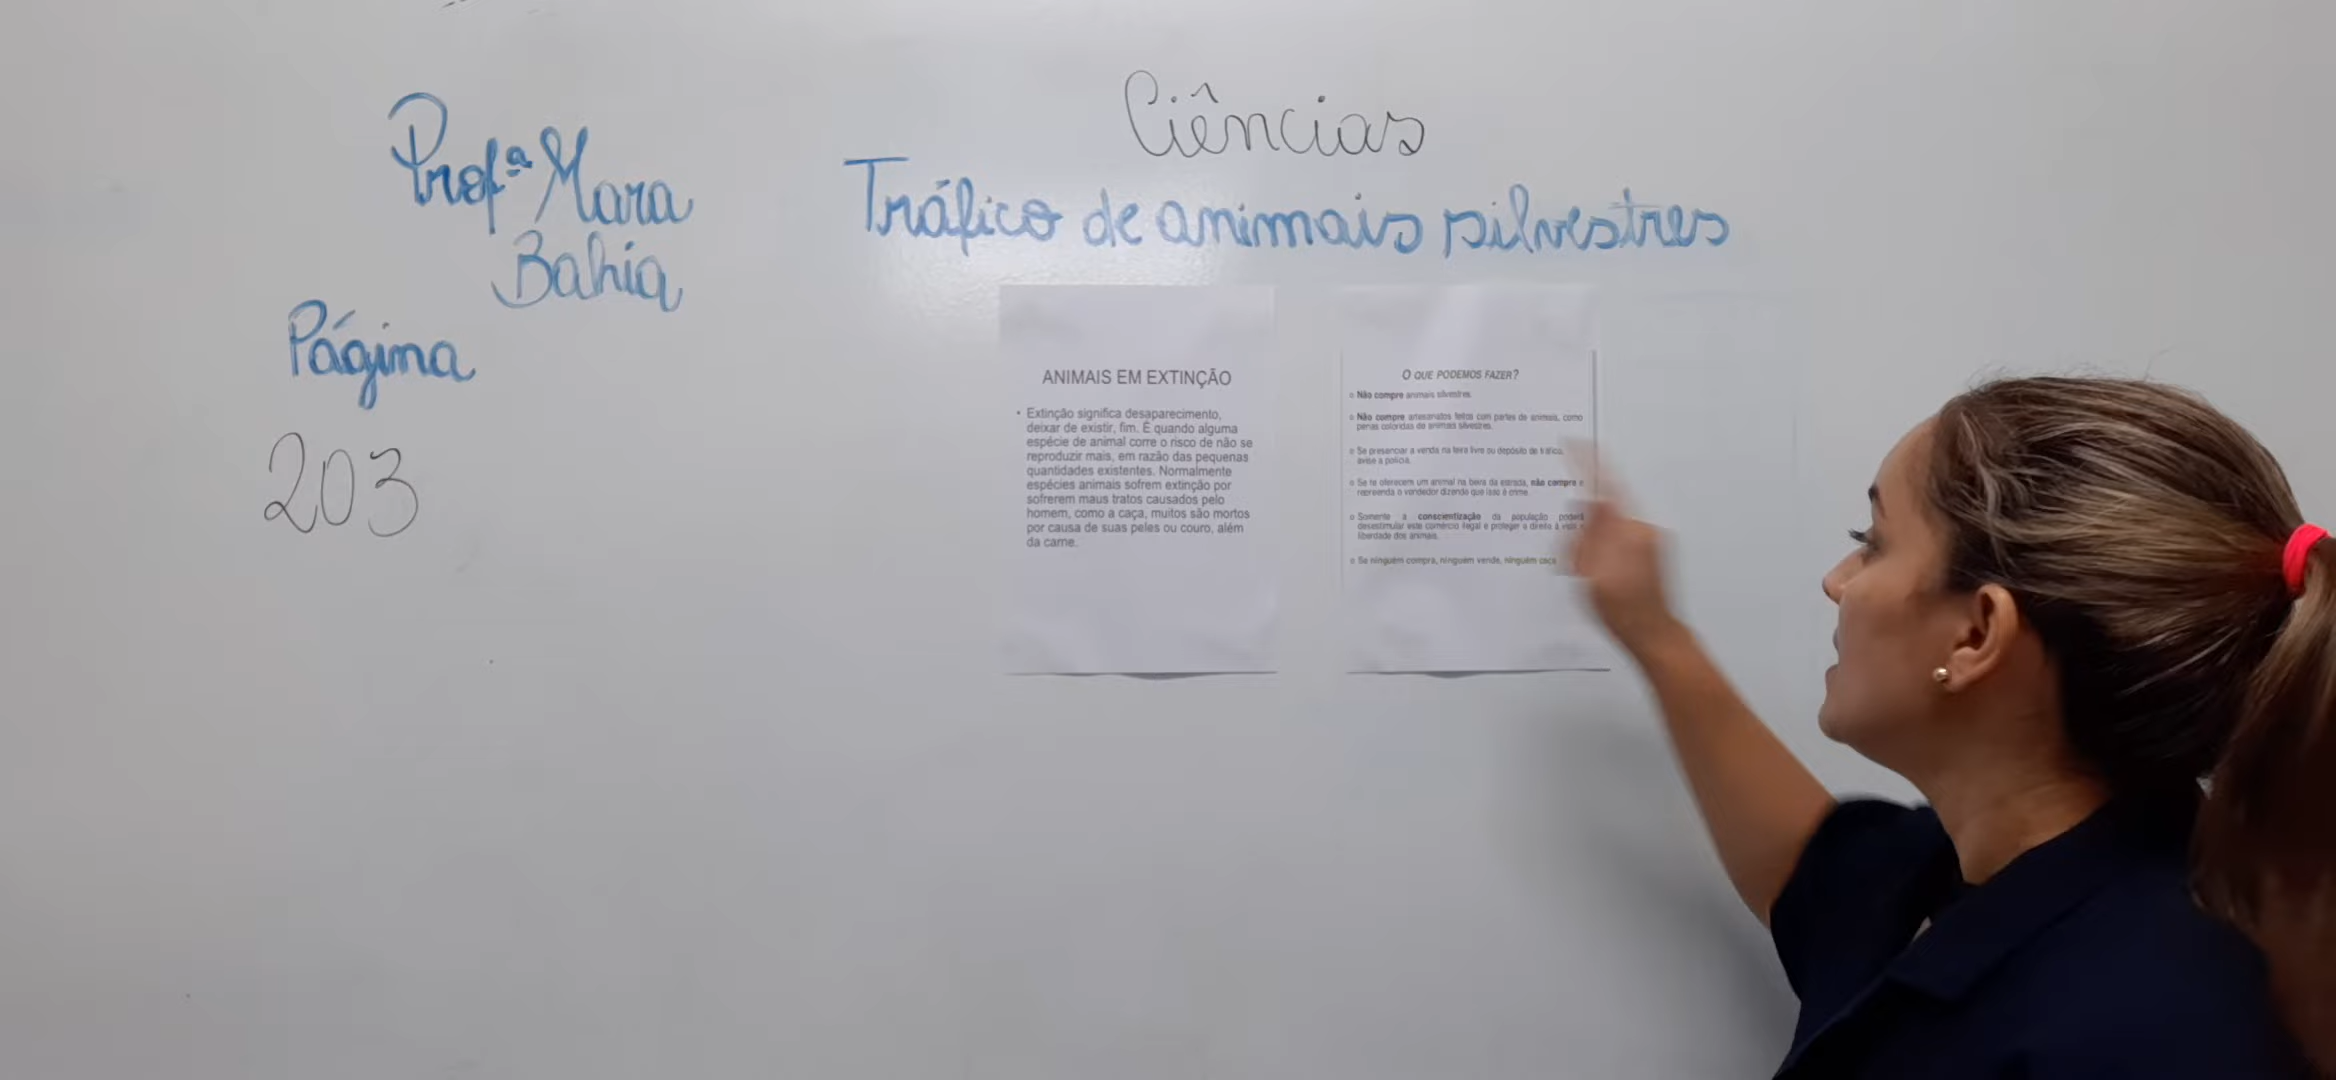 Prof.ª Mara
Bahia
Página
203
Ciências
Tráfico de animais silvestres
ANIMAIS EM EXTINÇÃO
• Extinção significa desaparecimento,
deixar de existir, fim. É quando alguma
espécie de animal corre o risco de não se
reproduzir mais, em razão das pequenas
quantidades existentes. Normalmente
espécies animais sofrem extinção por
sofrerem maus tratos causados pelo
homem, como a caça, muitos são mortos
por causa de suas peles ou couro, além
da carne.
O QUE PODEMOS FAZER?
Não compre animais silvestres.
Não compre artesanatos feitos com partes de animais, como
penas coloridas de animais silvestres.
Se presenciar a venda na feira livre ou depósito de tráfico,
avise a polícia.
Se te oferecem um animal na beira da estrada, não compre e
repreenda o vendedor dizendo que isso é crime.
Somente a conscientização da população poderá
desestimular este comércio ilegal e proteger o direito à vida e
liberdade dos animais.
Se ninguém compra, ninguém vende, ninguém caça